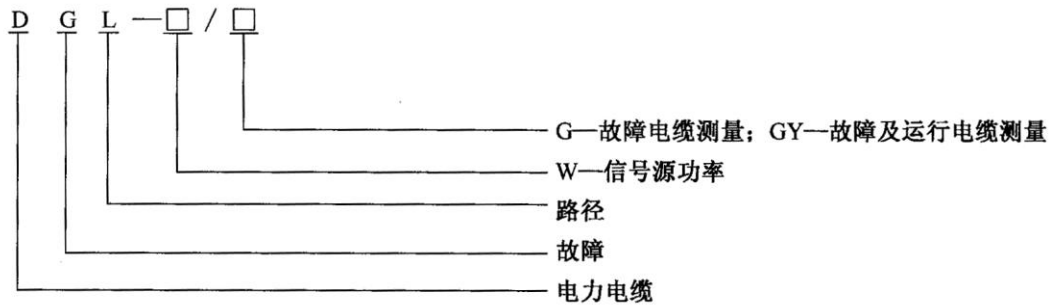 D G L —□/□
G—故障电缆测量；GY—故障及运行电缆测量
W—信号源功率
路径
故障
电力电缆